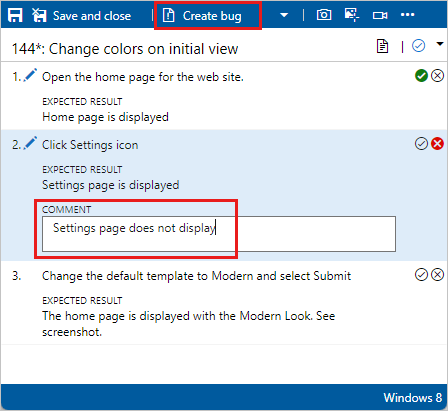 Save and close Create bug
144*: Change colors on initial view
1. Open the home page for the web site.
EXPECTED RESULT
Home page is displayed
2. Click Settings icon
EXPECTED RESULT
Settings page is displayed
COMMENT
Settings page does not display
3. Change the default template to Modern and select Submit
EXPECTED RESULT
The home page is displayed with the Modern Look. See
screenshot.
Windows 8